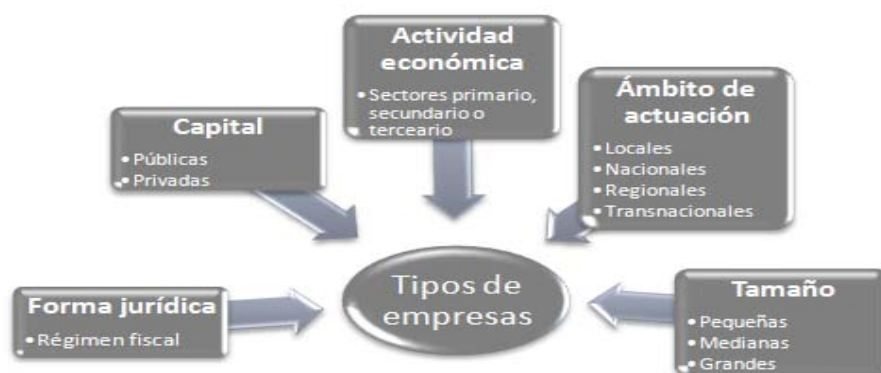 Actividad
económica
• Sectores primario,
secundario o
terceario
Ámbito de
actuación
• Locales
• Nacionales
• Regionales
• Transnacionales
Capital
• Públicas
• Privadas
Forma jurídica
• Régimen fiscal
Tipos de
empresas
Tamaño
• Pequeñas
• Medianas
• Grandes